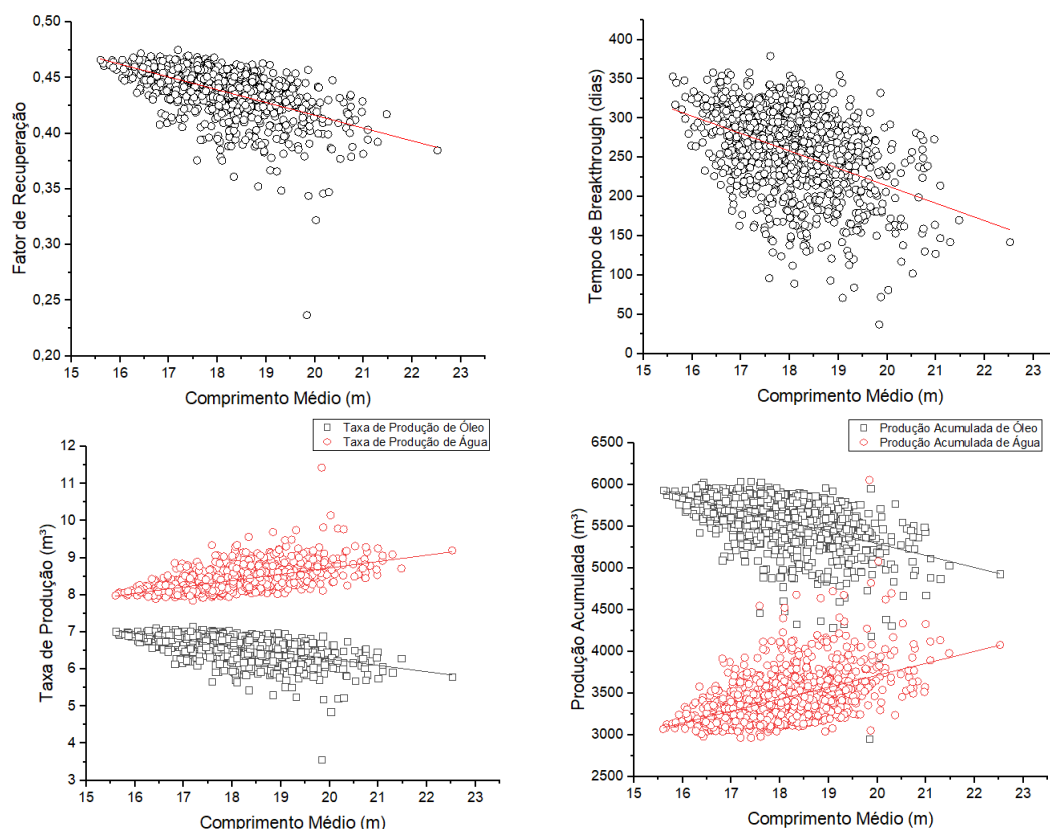 0,50
0,45
0,40
0,35
0,30
0,25
0,20
Fator de Recuperação
15 16 17 18 19 20 21 22 23
Comprimento Médio (m)
400
350
300
250
200
150
100
50
0
Tempo de Breakthrough (dias)
15 16 17 18 19 20 21 22 23
Comprimento Médio (m)
Taxa de Produção de Óleo
Taxa de Produção de Água
12
11
10
9
8
7
6
5
4
3
Taxa de Produção (m³)
15 16 17 18 19 20 21 22 23
Comprimento Médio (m)
Produção Acumulada de Óleo
Produção Acumulada de Água
6500
6000
5500
5000
4500
4000
3500
3000
2500
Produção Acumulada (m³)
15 16 17 18 19 20 21 22 23
Comprimento Médio (m)